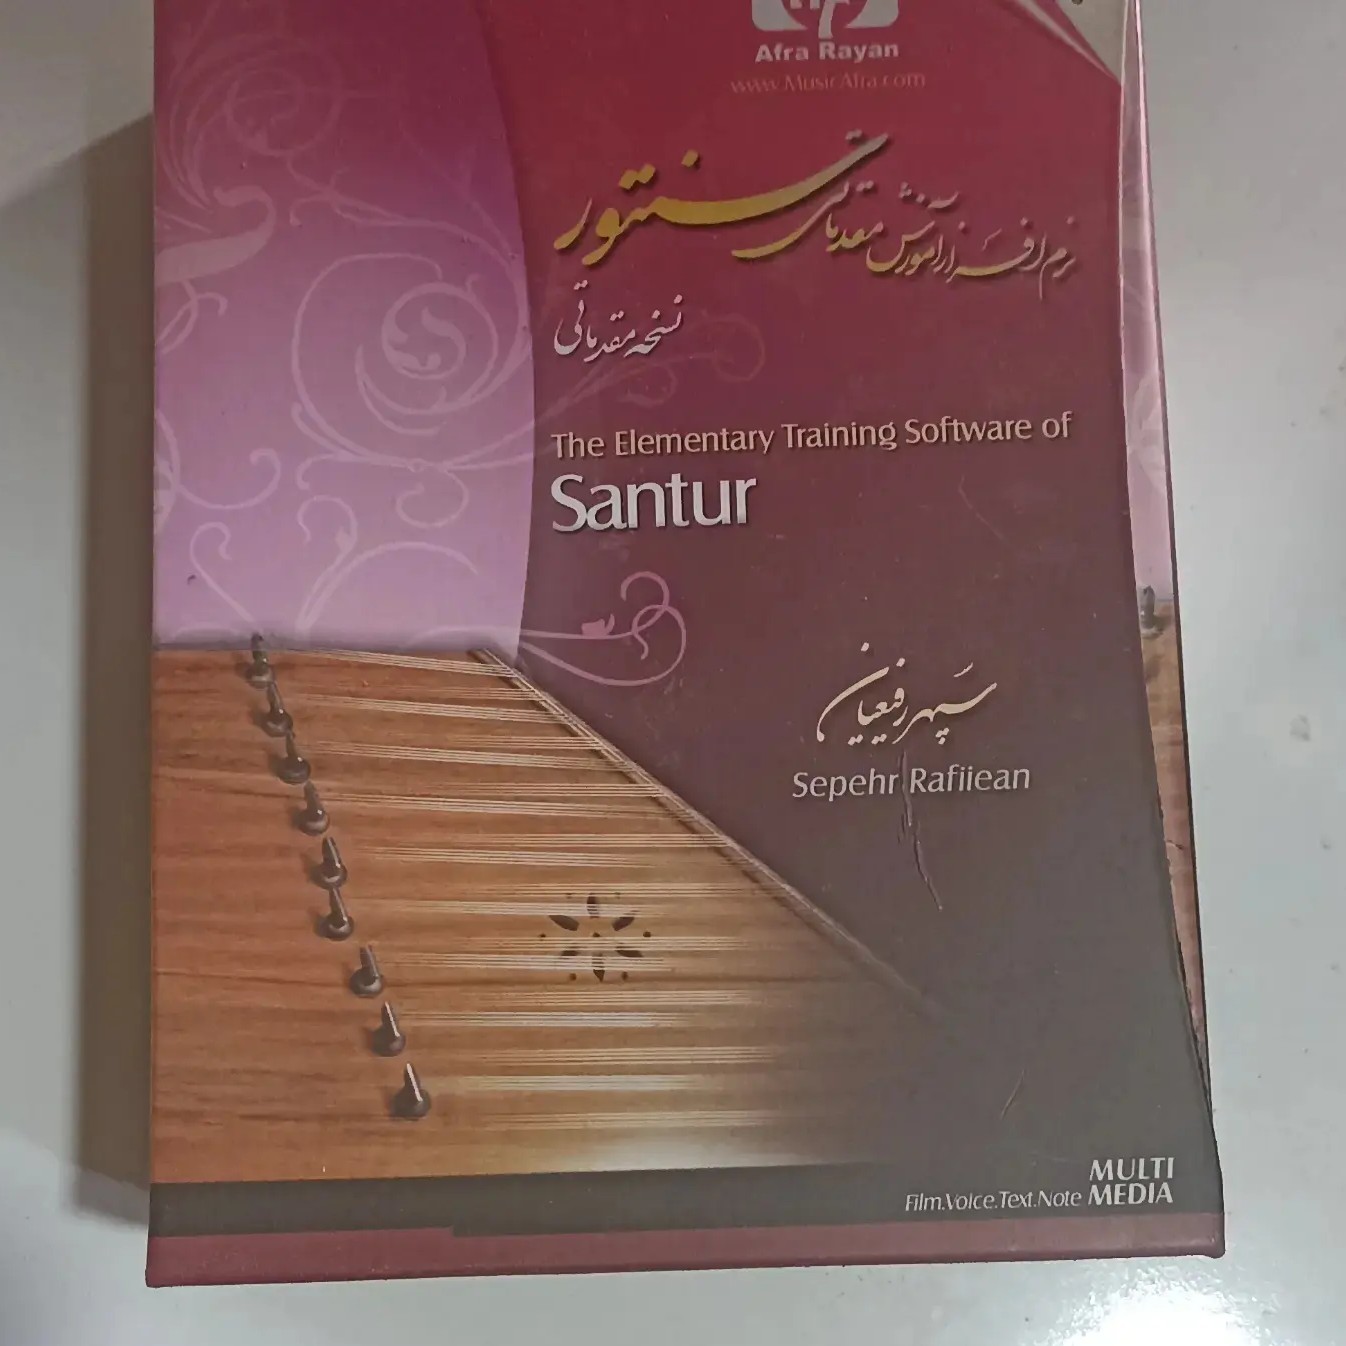 Afra Rayan
www.MusicAfra.com
نرم افزار آموزش مقدماتی سنتور
نسخه مقدماتی
The Elementary Training Software of
Santur
سپهر رفیعیان
Sepehr Rafiiean
MULTI
Film.Voice.Text.Note MEDIA